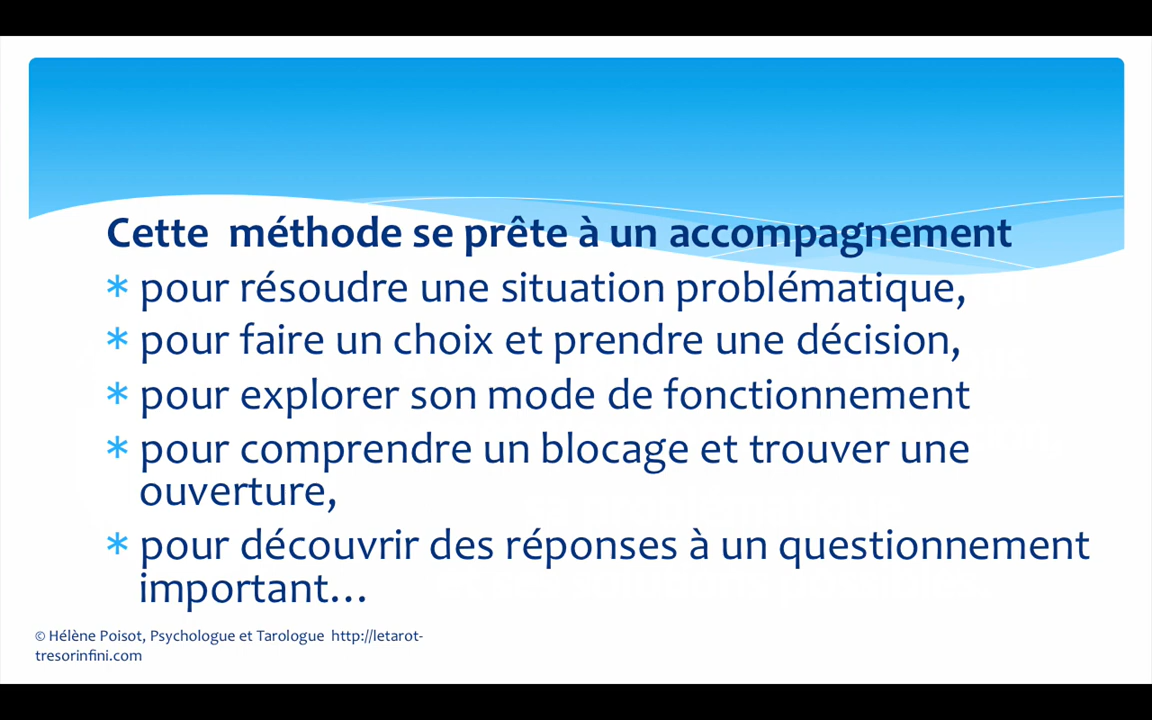 Cette méthode se prête à un accompagnement
* pour résoudre une situation problématique,
* pour faire un choix et prendre une décision,
* pour explorer son mode de fonctionnement
* pour comprendre un blocage et trouver une
ouverture,
* pour découvrir des réponses à un questionnement
important…
© Hélène Poisot, Psychologue et Tarologue http://letarot-
tresorinfini.com